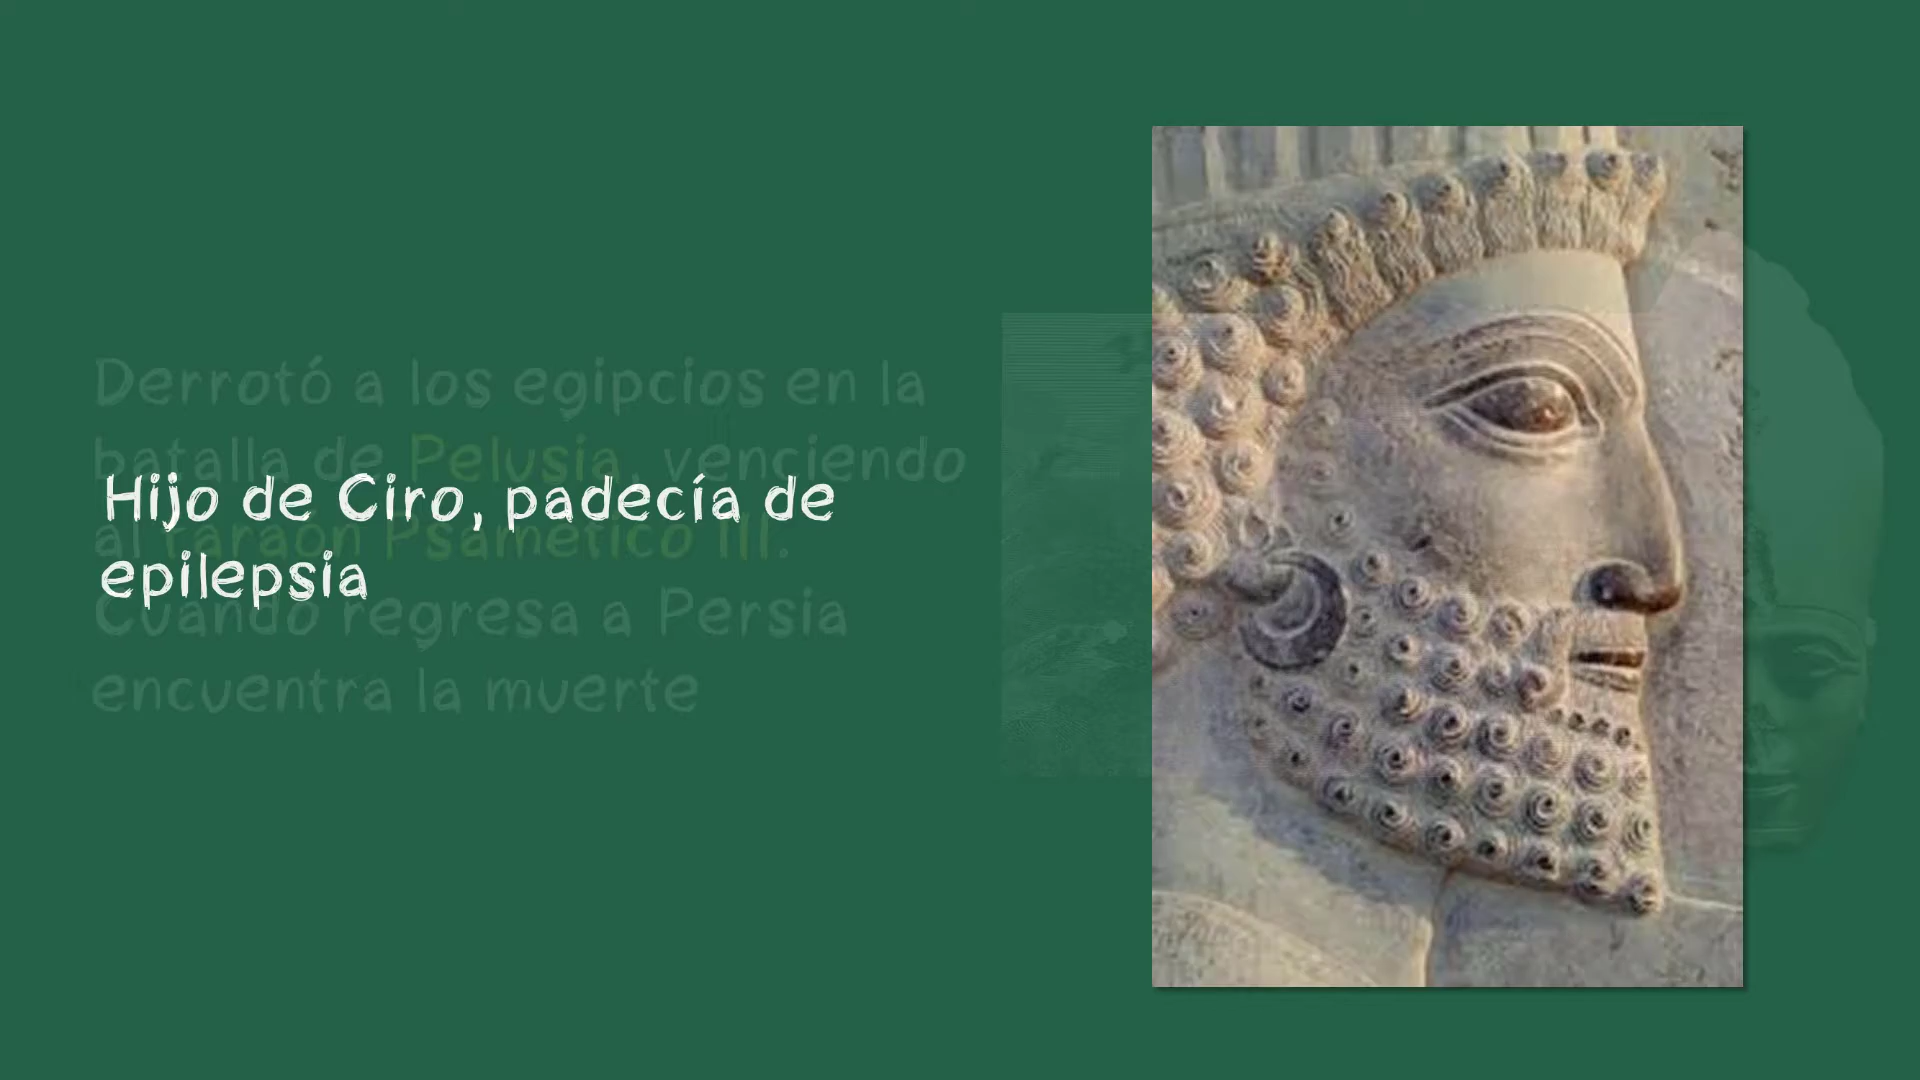 Derrotó a los egipcios en la
batalla de Pelusia, venciendo
al faraón Psamético III.
Cuando regresa a Persia
encuentra la muerte
Hijo de Ciro, padecía de
epilepsia